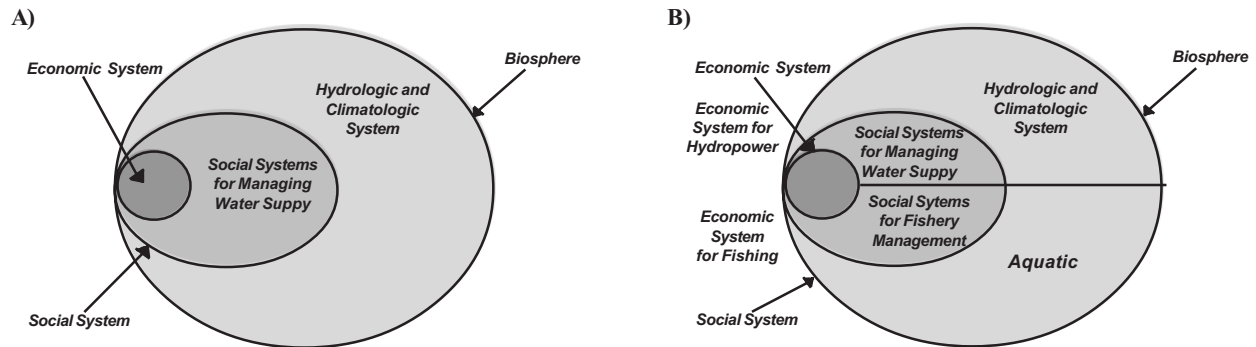 A)
Economic System
Biosphere
Hydrologic and
Climatologic
System
Social Systems
for Managing
Water Suppy
Social System
B)
Economic System
Biosphere
Economic
System for
Hydropower
Hydrologic and
Climatologic
System
Social Systems
for Managing
Water Suppy
Social Sytems
for Fishery
Management
Economic
System
for Fishing
Aquatic
Social System